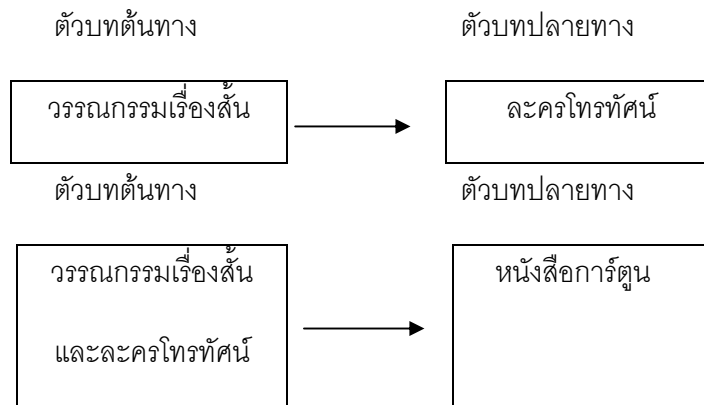 ตัวบทต้นทาง ตัวบทปลายทาง
วรรณกรรมเรื่องสั้น ละครโทรทัศน์
ตัวบทต้นทาง ตัวบทปลายทาง
วรรณกรรมเรื่องสั้น หนังสือการ์ตูน
และละครโทรทัศน์